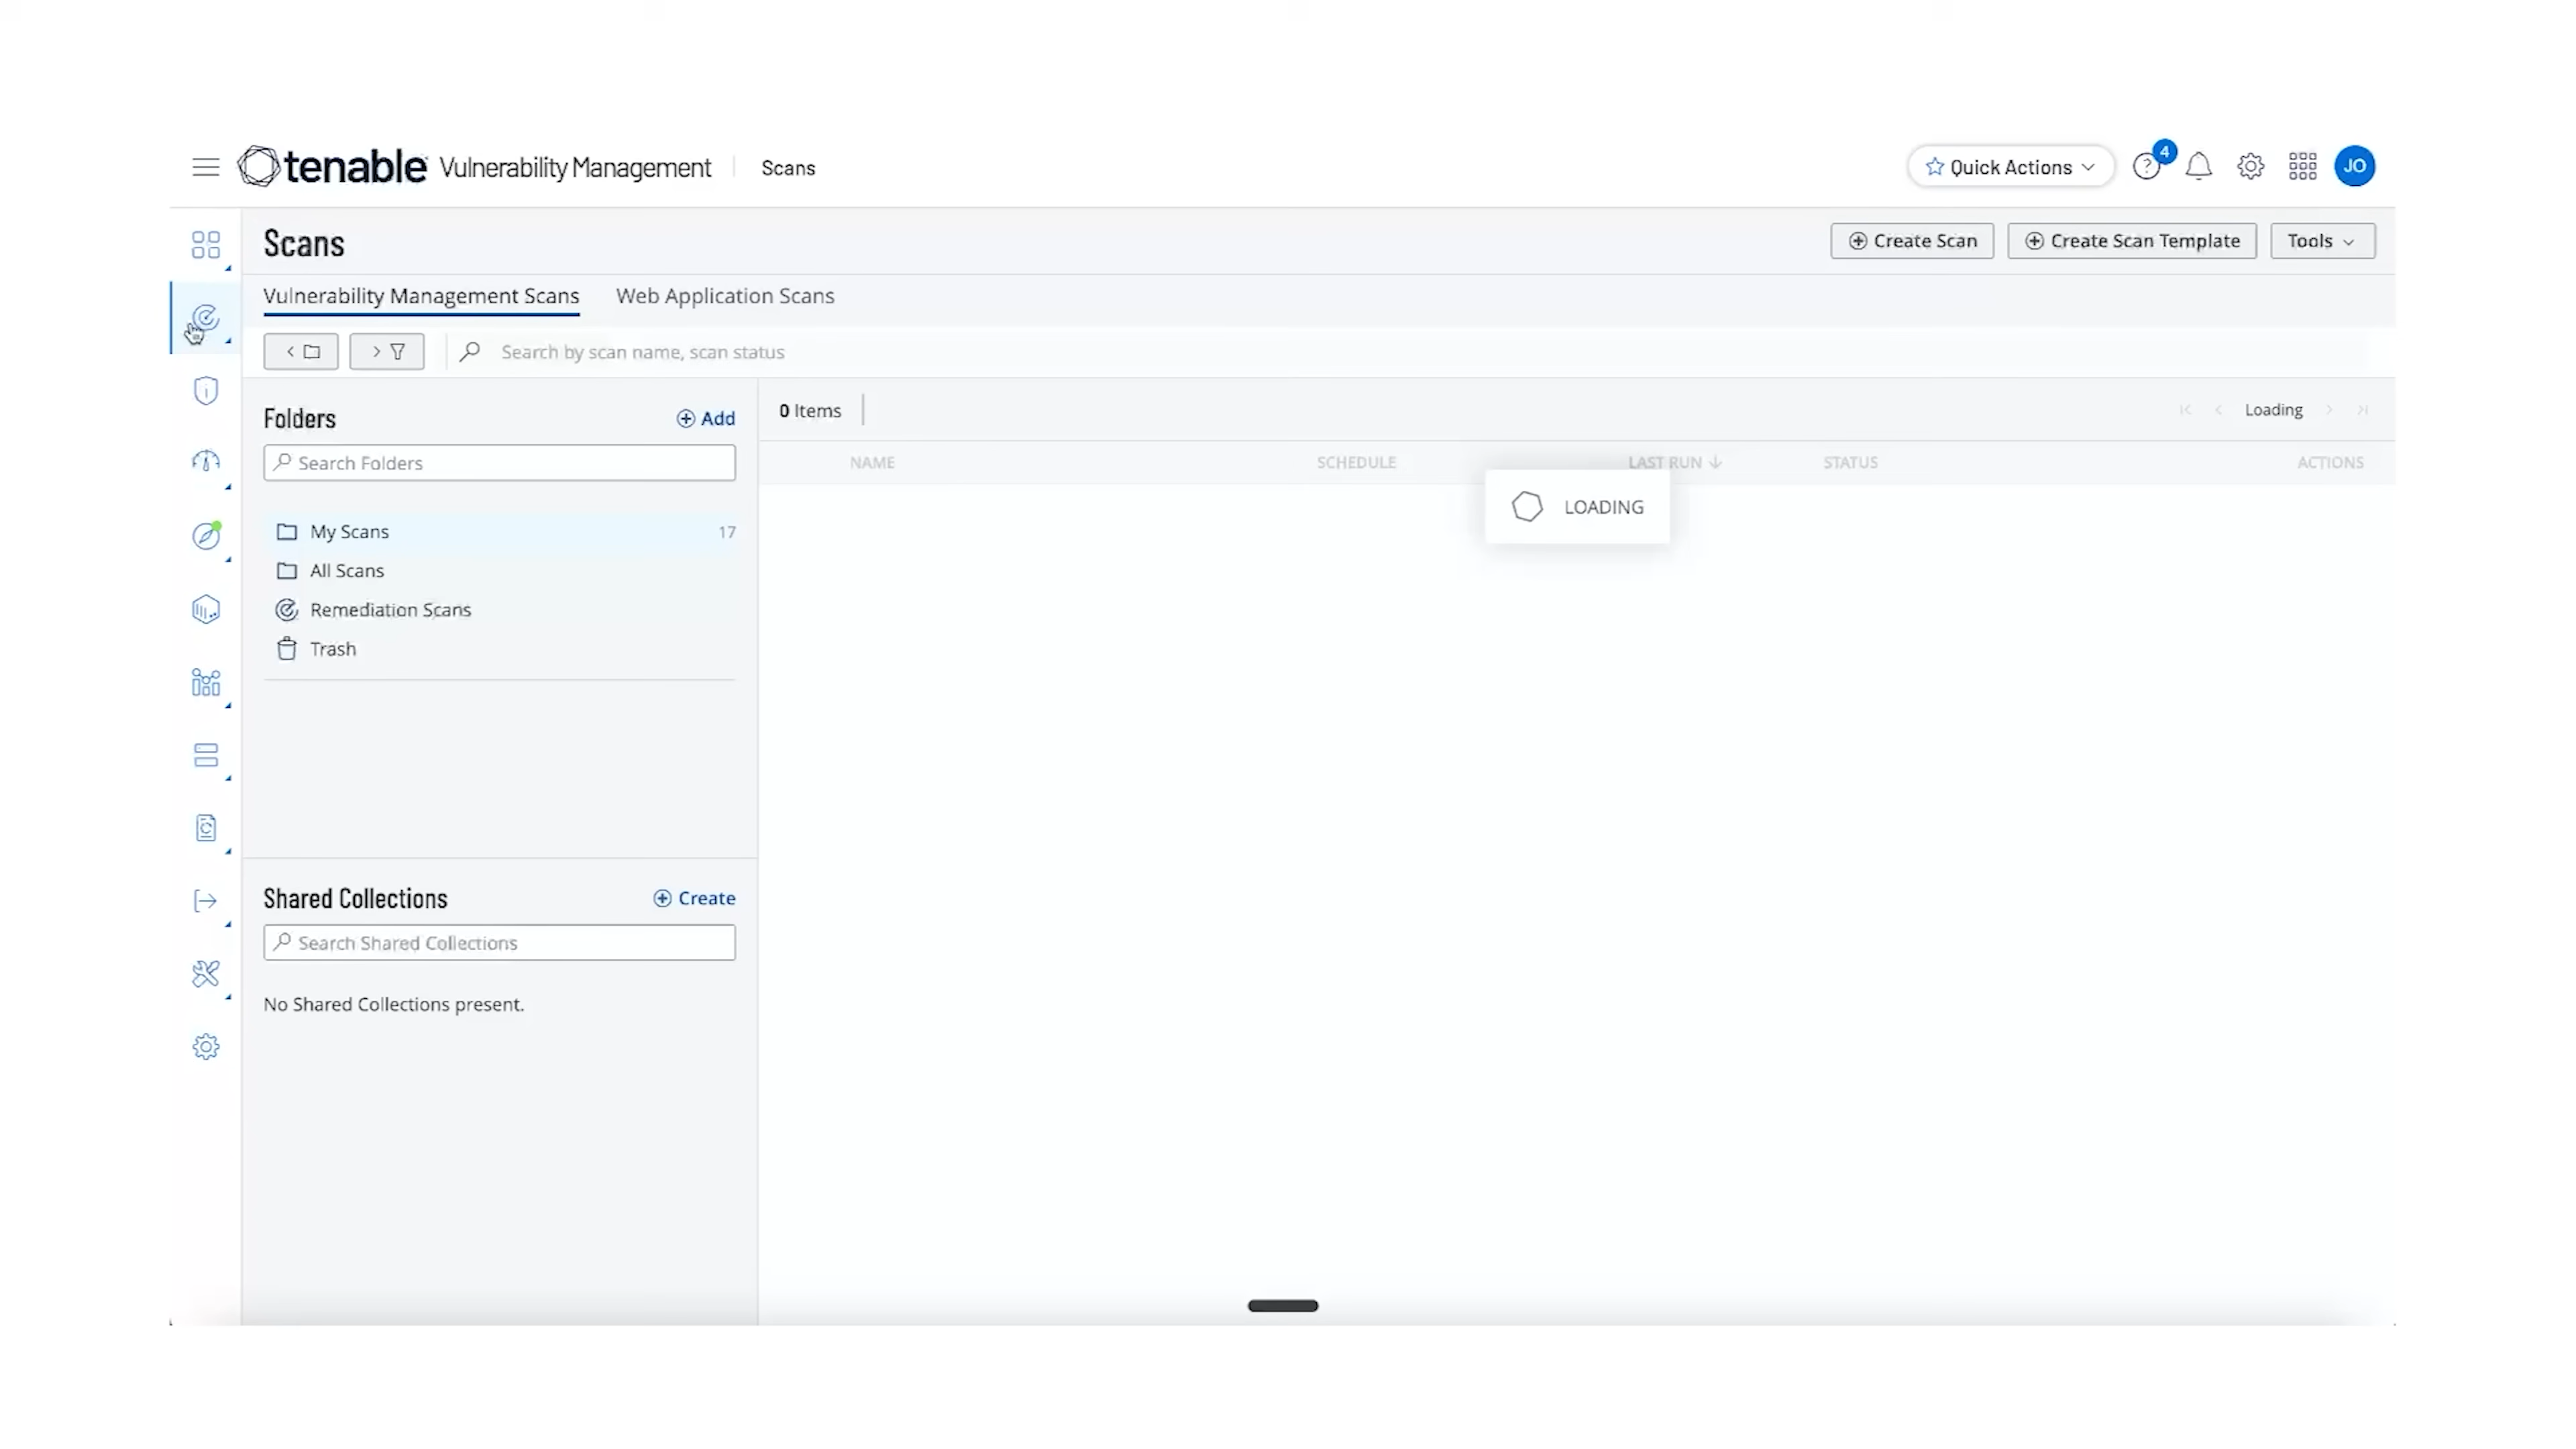 tenable Vulnerability Management Scans
Quick Actions 4 JO
Scans
Create Scan Create Scan Template Tools
Vulnerability Management Scans Web Application Scans
Search by scan name, scan status
Folders Add
Search Folders
My Scans 17
All Scans
Remediation Scans
Trash
0 Items Loading
NAME SCHEDULE LAST RUN STATUS ACTIONS
LOADING
Shared Collections Create
Search Shared Collections
No Shared Collections present.